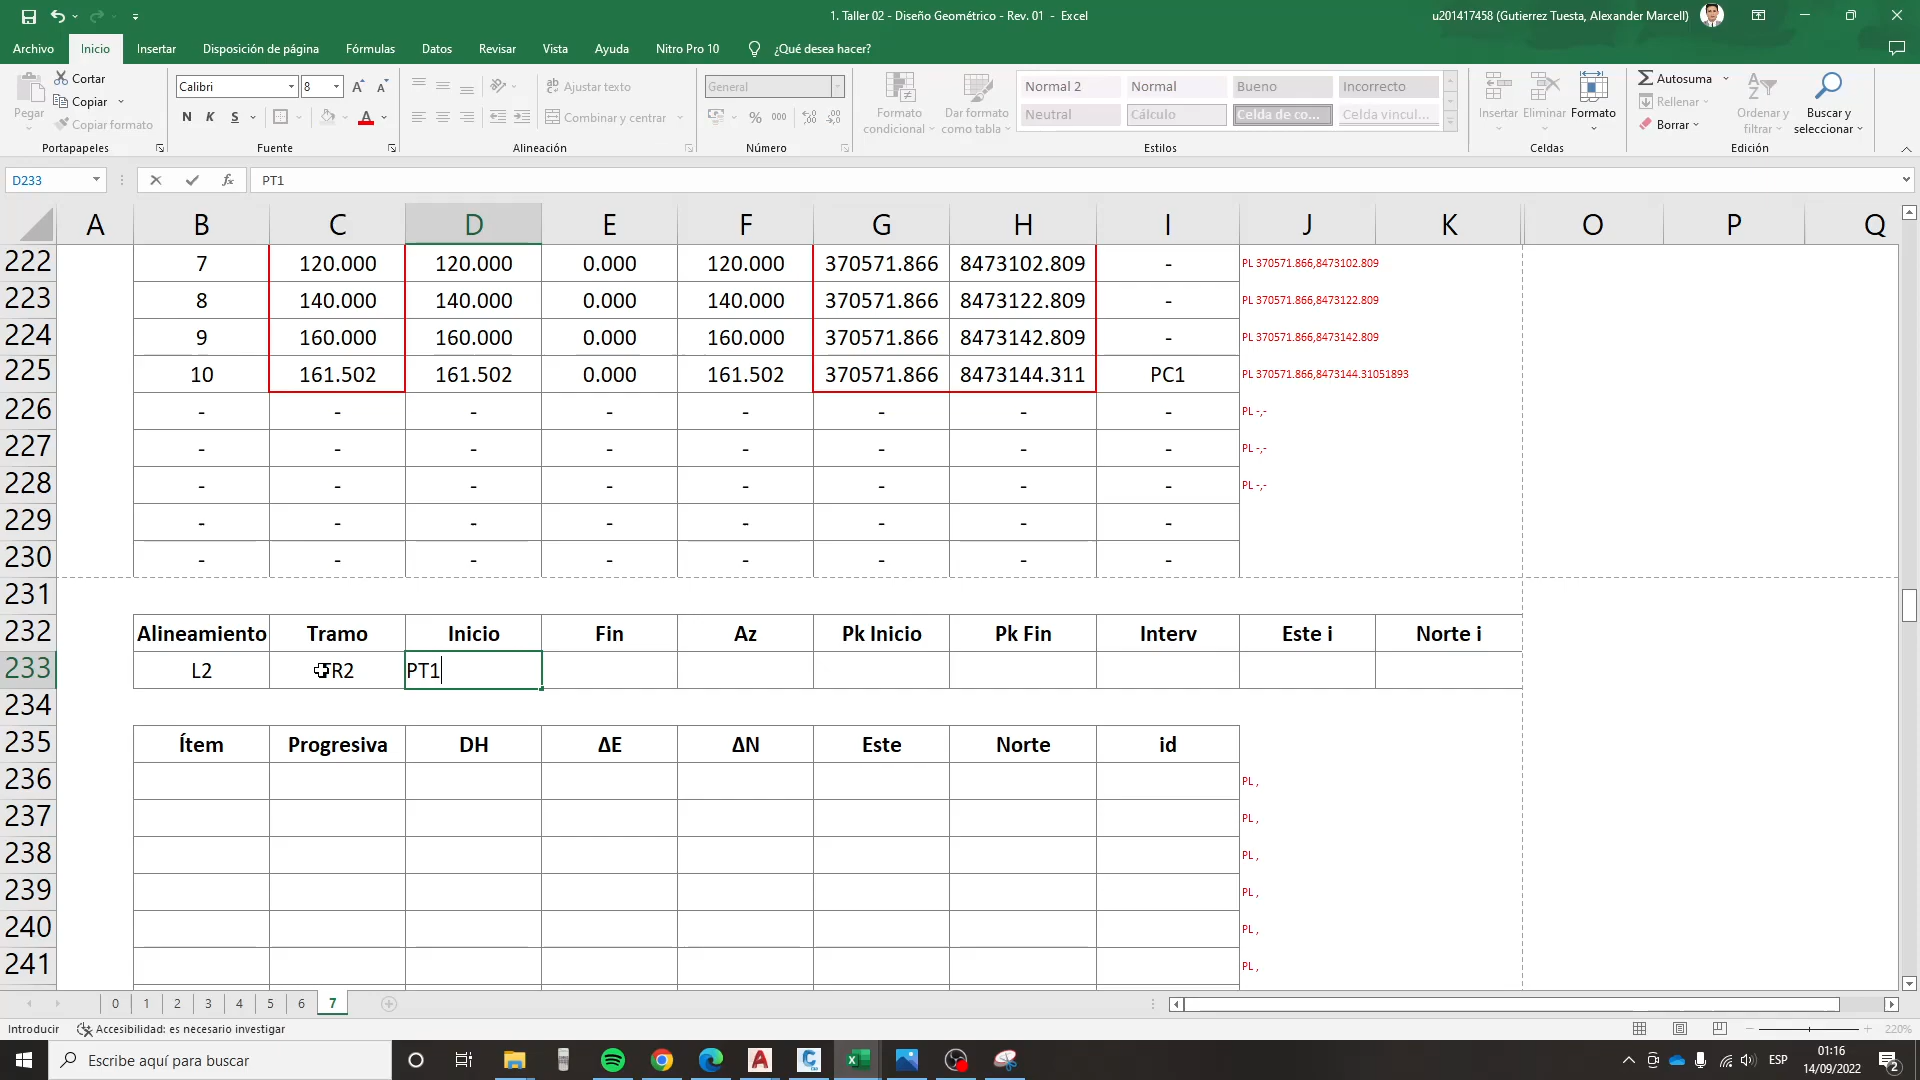 1. Taller 02 - Diseño Geométrico - Rev. 01 - Excel
u201417458 (Gutierrez Tuesta, Alexander Marcell)
Archivo Inicio Insertar Disposición de página Fórmulas Datos Revisar Vista Ayuda Nitro Pro 10 ¿Qué desea hacer?
Pegar
Cortar
Copiar
Copiar formato
Portapapeles
Calibri 8
N K S
Fuente
Ajustar texto
Combinar y centrar
Alineación
General
% 000
Número
Formato condicional
Dar formato como tabla
Normal 2 Normal Bueno Incorrecto
Neutral Cálculo Celda de co... Celda vincul...
Estilos
Insertar Eliminar Formato
Celdas
Autosuma
Rellenar
Borrar
Ordenar y filtrar
Buscar y seleccionar
Edición
D233 fx PT1
A B C D E F G H I J K O P Q
222 7 120.000 120.000 0.000 120.000 370571.866 8473102.809 - PL 370571.866,8473102.809
223 8 140.000 140.000 0.000 140.000 370571.866 8473122.809 - PL 370571.866,8473122.809
224 9 160.000 160.000 0.000 160.000 370571.866 8473142.809 - PL 370571.866,8473142.809
225 10 161.502 161.502 0.000 161.502 370571.866 8473144.311 PC1 PL 370571.866,8473144.31051893
226 - - - - - - - - PL -,-
227 - - - - - - - - PL -,-
228 - - - - - - - - PL -,-
229 - - - - - - - -
230 - - - - - - - -
231
232 Alineamiento Tramo Inicio Fin Az Pk Inicio Pk Fin Interv Este i Norte i
233 L2 TR2 PT1
234
235 Ítem Progresiva DH ΔE ΔN Este Norte id
236 PL ,
237 PL ,
238 PL ,
239 PL ,
240 PL ,
241 PL ,
0 1 2 3 4 5 6 7
Introducir Accesibilidad: es necesario investigar 220%
Escribe aquí para buscar
ESP
01:16
14/09/2022
2